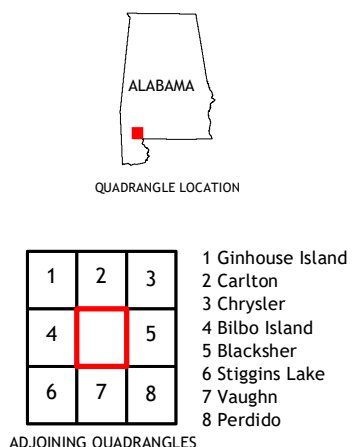 ALABAMA
QUADRANGLE LOCATION
1 2 3
4 5
6 7 8
1 Ginhouse Island
2 Carlton
3 Chrysler
4 Bilbo Island
5 Blacksher
6 Stiggins Lake
7 Vaughn
8 Perdido
ADJOINING QUADRANGLES